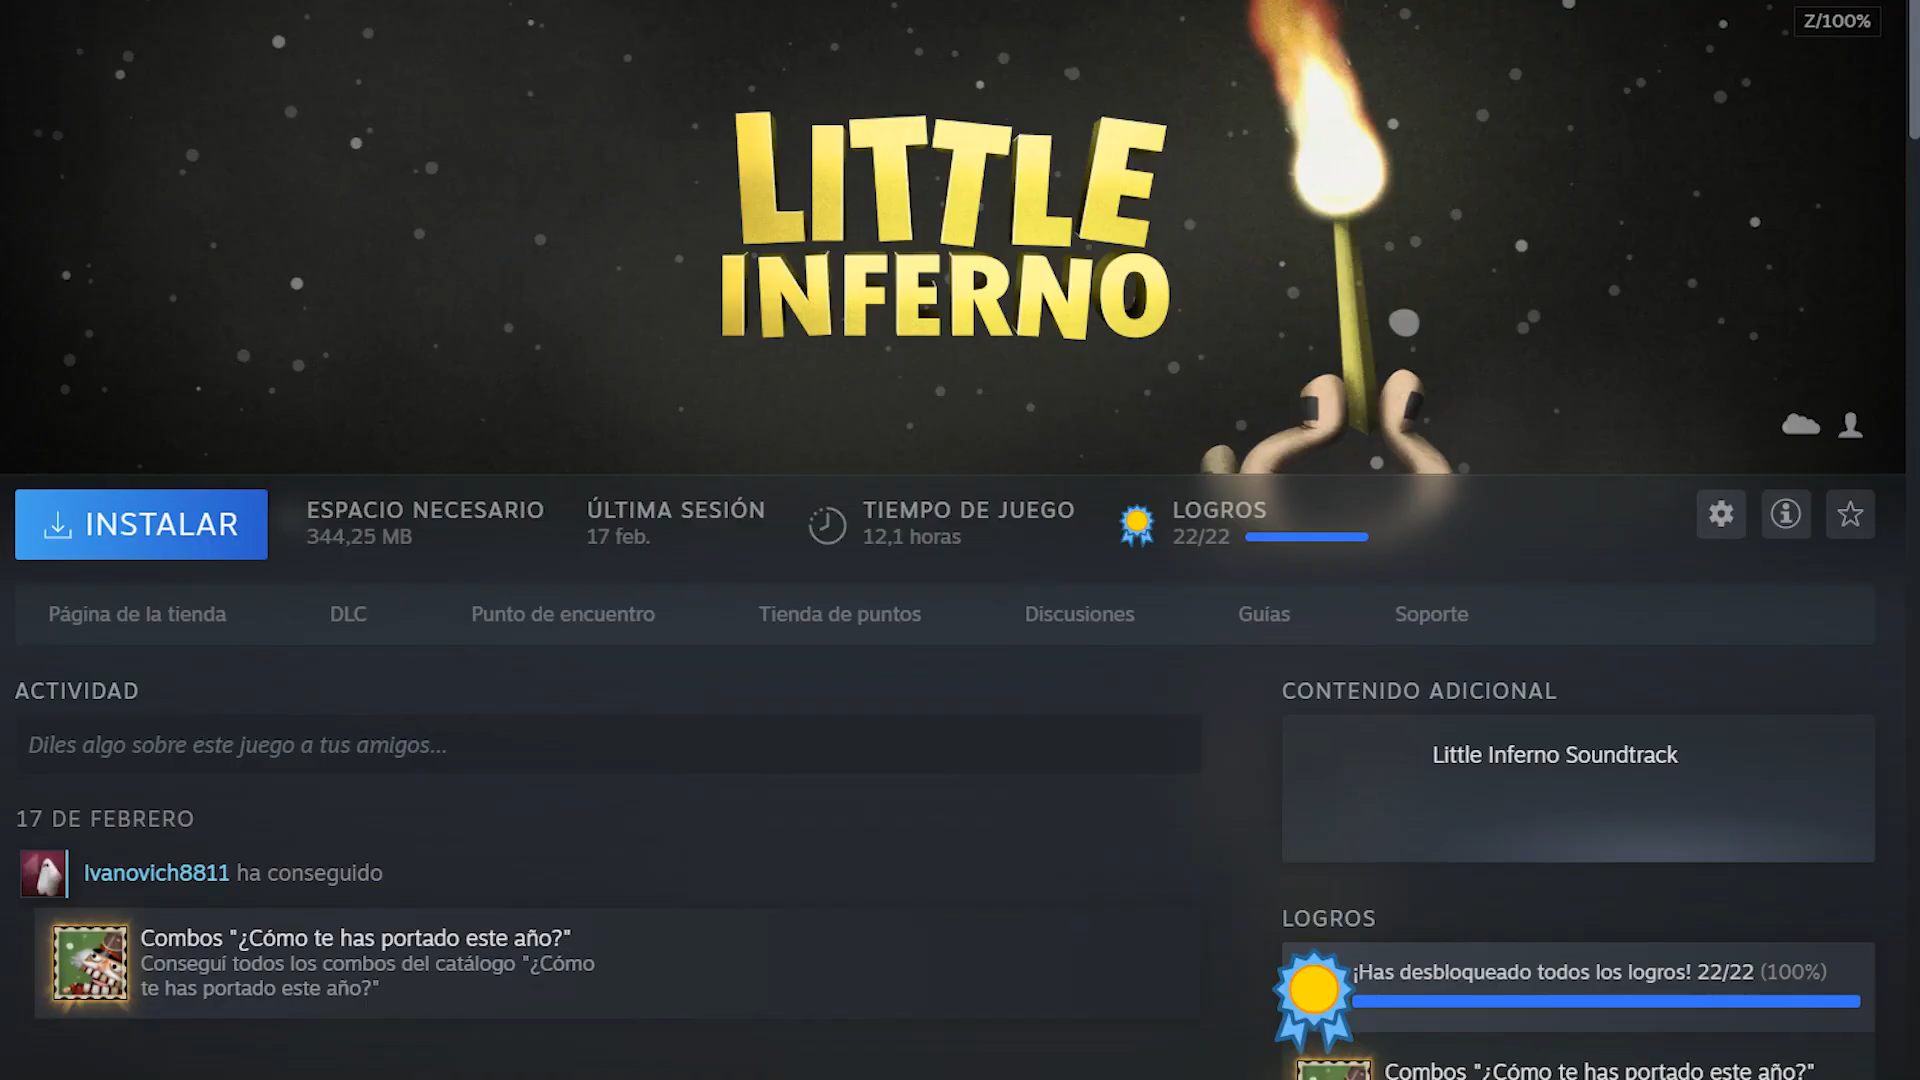 Z/100%
LITTLE
INFERNO
INSTALAR
ESPACIO NECESARIO
344,25 MB
ÚLTIMA SESIÓN
17 feb.
TIEMPO DE JUEGO
12,1 horas
LOGROS
22/22
Página de la tienda
DLC
Punto de encuentro
Tienda de puntos
Discusiones
Guías
Soporte
ACTIVIDAD
Diles algo sobre este juego a tus amigos...
17 DE FEBRERO
Ivanovich8811 ha conseguido
Combos "¿Cómo te has portado este año?"
Conseguí todos los combos del catálogo "¿Cómo
te has portado este año?"
CONTENIDO ADICIONAL
Little Inferno Soundtrack
LOGROS
¡Has desbloqueado todos los logros! 22/22 (100%)
Combos "¿Cómo te has portado este año?"